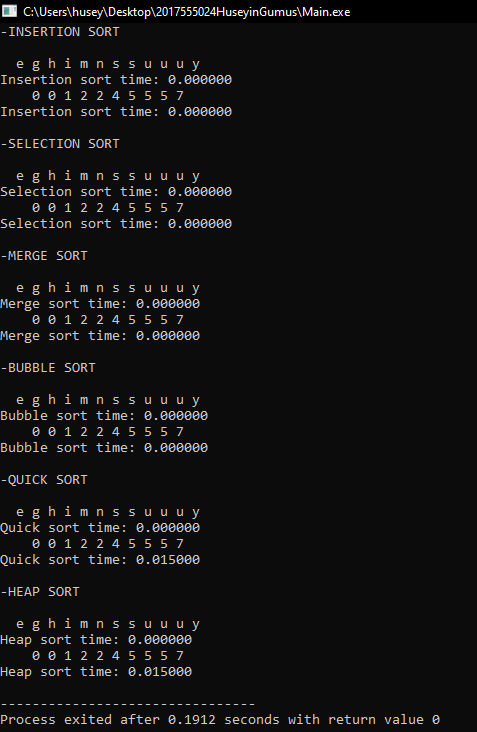 C:\Users\husey\Desktop\2017555024HuseyinGumus\Main.exe
-INSERTION SORT
e g h i m n s s u u u y
Insertion sort time: 0.000000
0 0 1 2 2 4 5 5 5 7
Insertion sort time: 0.000000
-SELECTION SORT
e g h i m n s s u u u y
Selection sort time: 0.000000
0 0 1 2 2 4 5 5 5 7
Selection sort time: 0.000000
-MERGE SORT
e g h i m n s s u u u y
Merge sort time: 0.000000
0 0 1 2 2 4 5 5 5 7
Merge sort time: 0.000000
-BUBBLE SORT
e g h i m n s s u u u y
Bubble sort time: 0.000000
0 0 1 2 2 4 5 5 5 7
Bubble sort time: 0.000000
-QUICK SORT
e g h i m n s s u u u y
Quick sort time: 0.000000
0 0 1 2 2 4 5 5 5 7
Quick sort time: 0.015000
-HEAP SORT
e g h i m n s s u u u y
Heap sort time: 0.000000
0 0 1 2 2 4 5 5 5 7
Heap sort time: 0.015000
--------------------------------
Process exited after 0.1912 seconds with return value 0